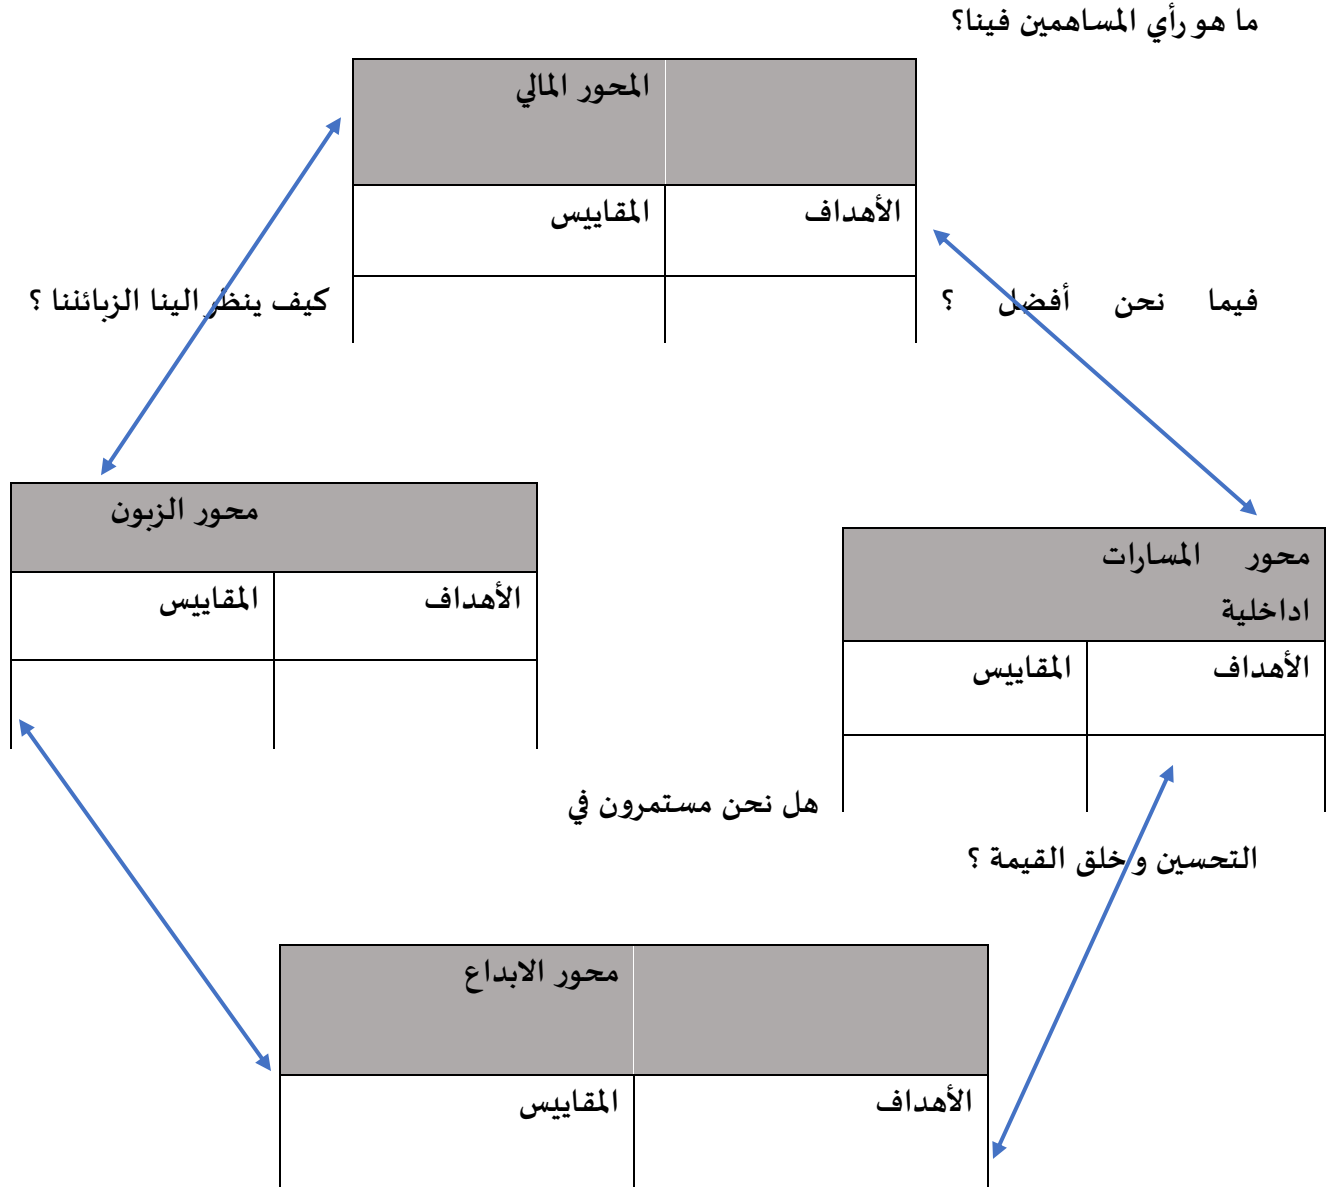 ما هو رأي المساهمين فينا؟
المحور المالي
الأهداف المقاييس
فيما نحن أفضل ؟
كيف ينظر الينا الزبائننا ؟
محور الزبون
الأهداف المقاييس
محور المسارات
اداخلية
الأهداف المقاييس
هل نحن مستمرون في
التحسين و خلق القيمة ؟
محور الابداع
الأهداف المقاييس